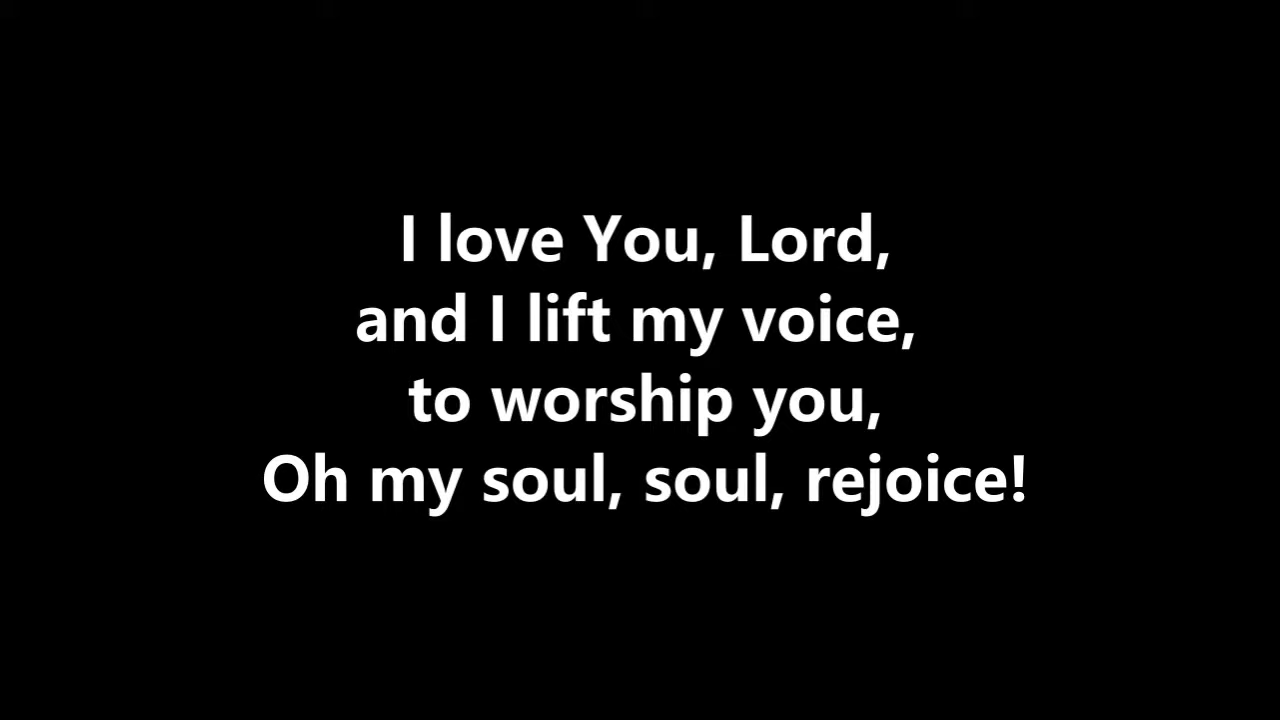 I love You, Lord,
and I lift my voice,
to worship you,
Oh my soul, soul, rejoice!